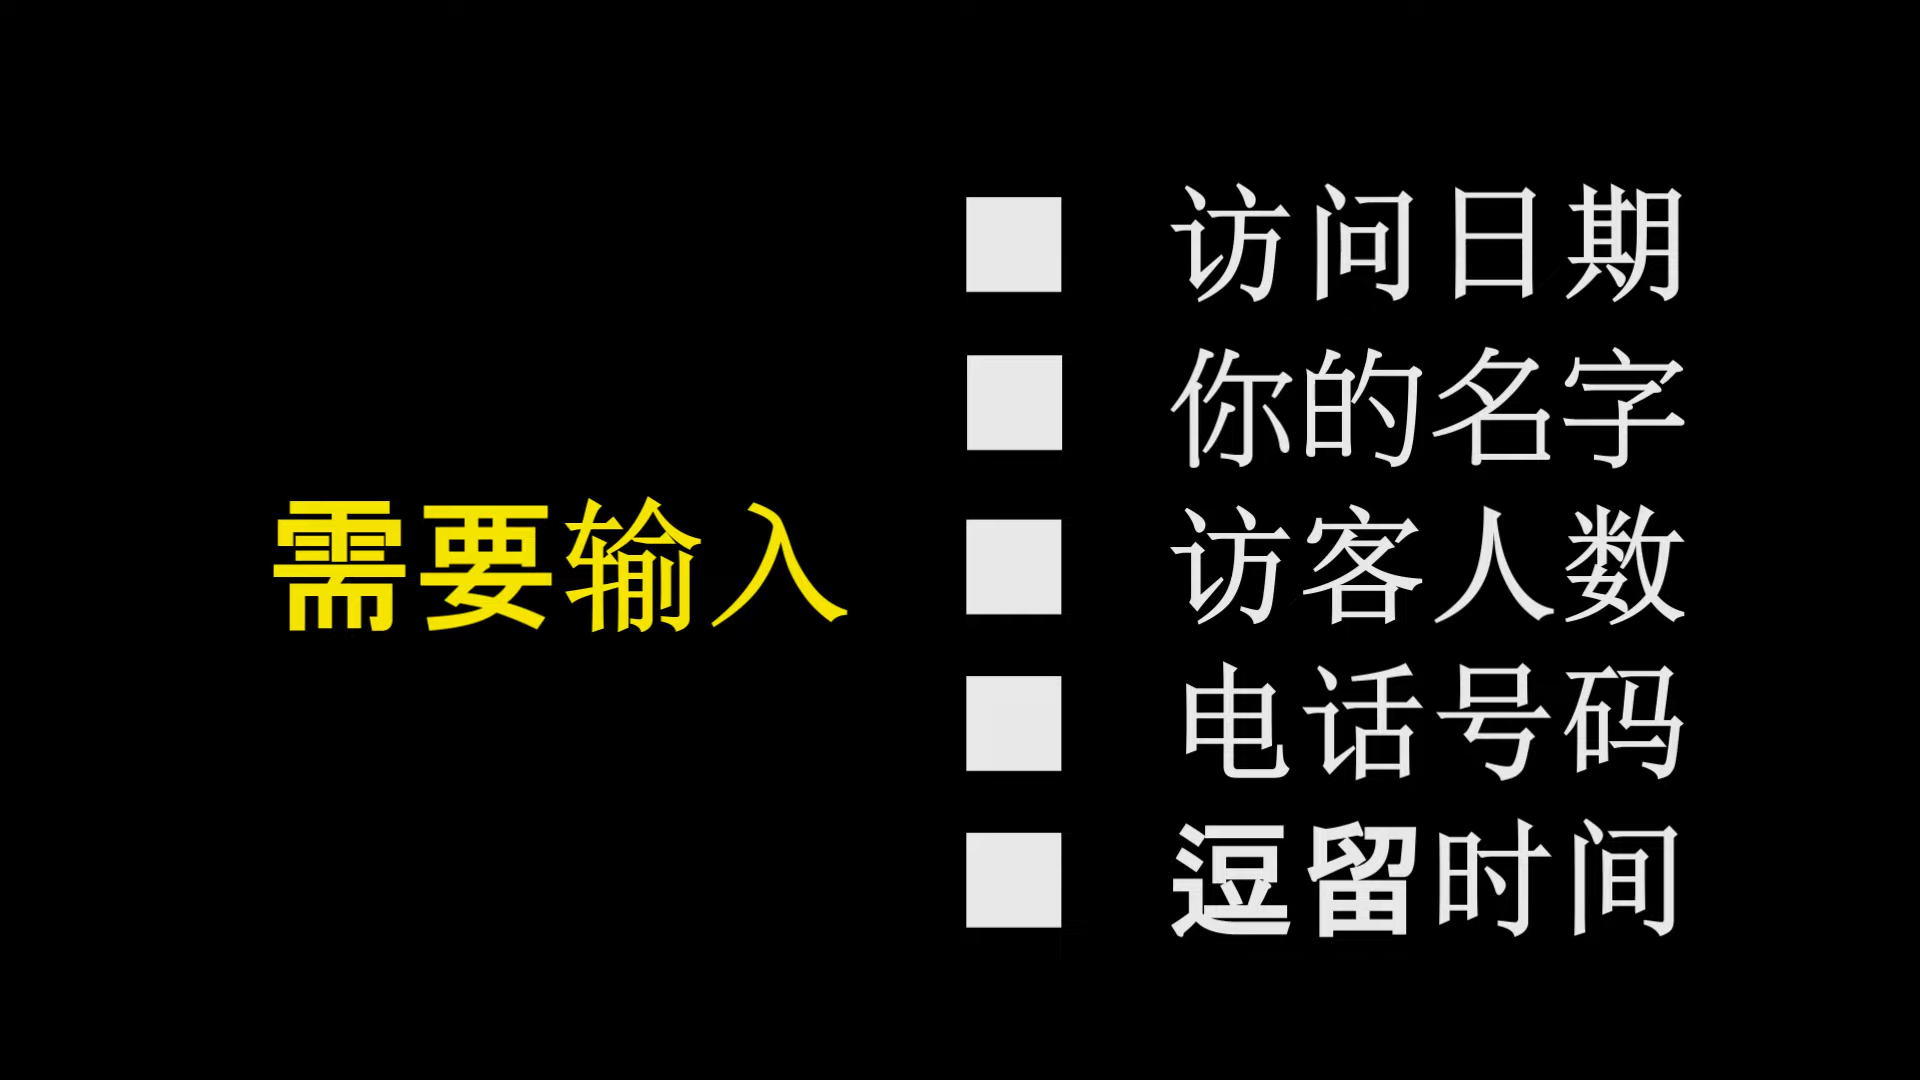 需要输入
访问日期
你的名字
访客人数
电话号码
逗留时间